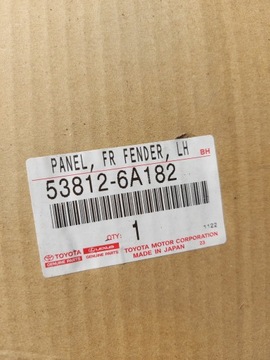 PANEL, FR FENDER, LH BH
53812-6A182
QTY: 1 1122
TOYOTA LEXUS TOYOTA MOTOR CORPORATION
GENUINE PARTS GENUINE PARTS MADE IN JAPAN 23